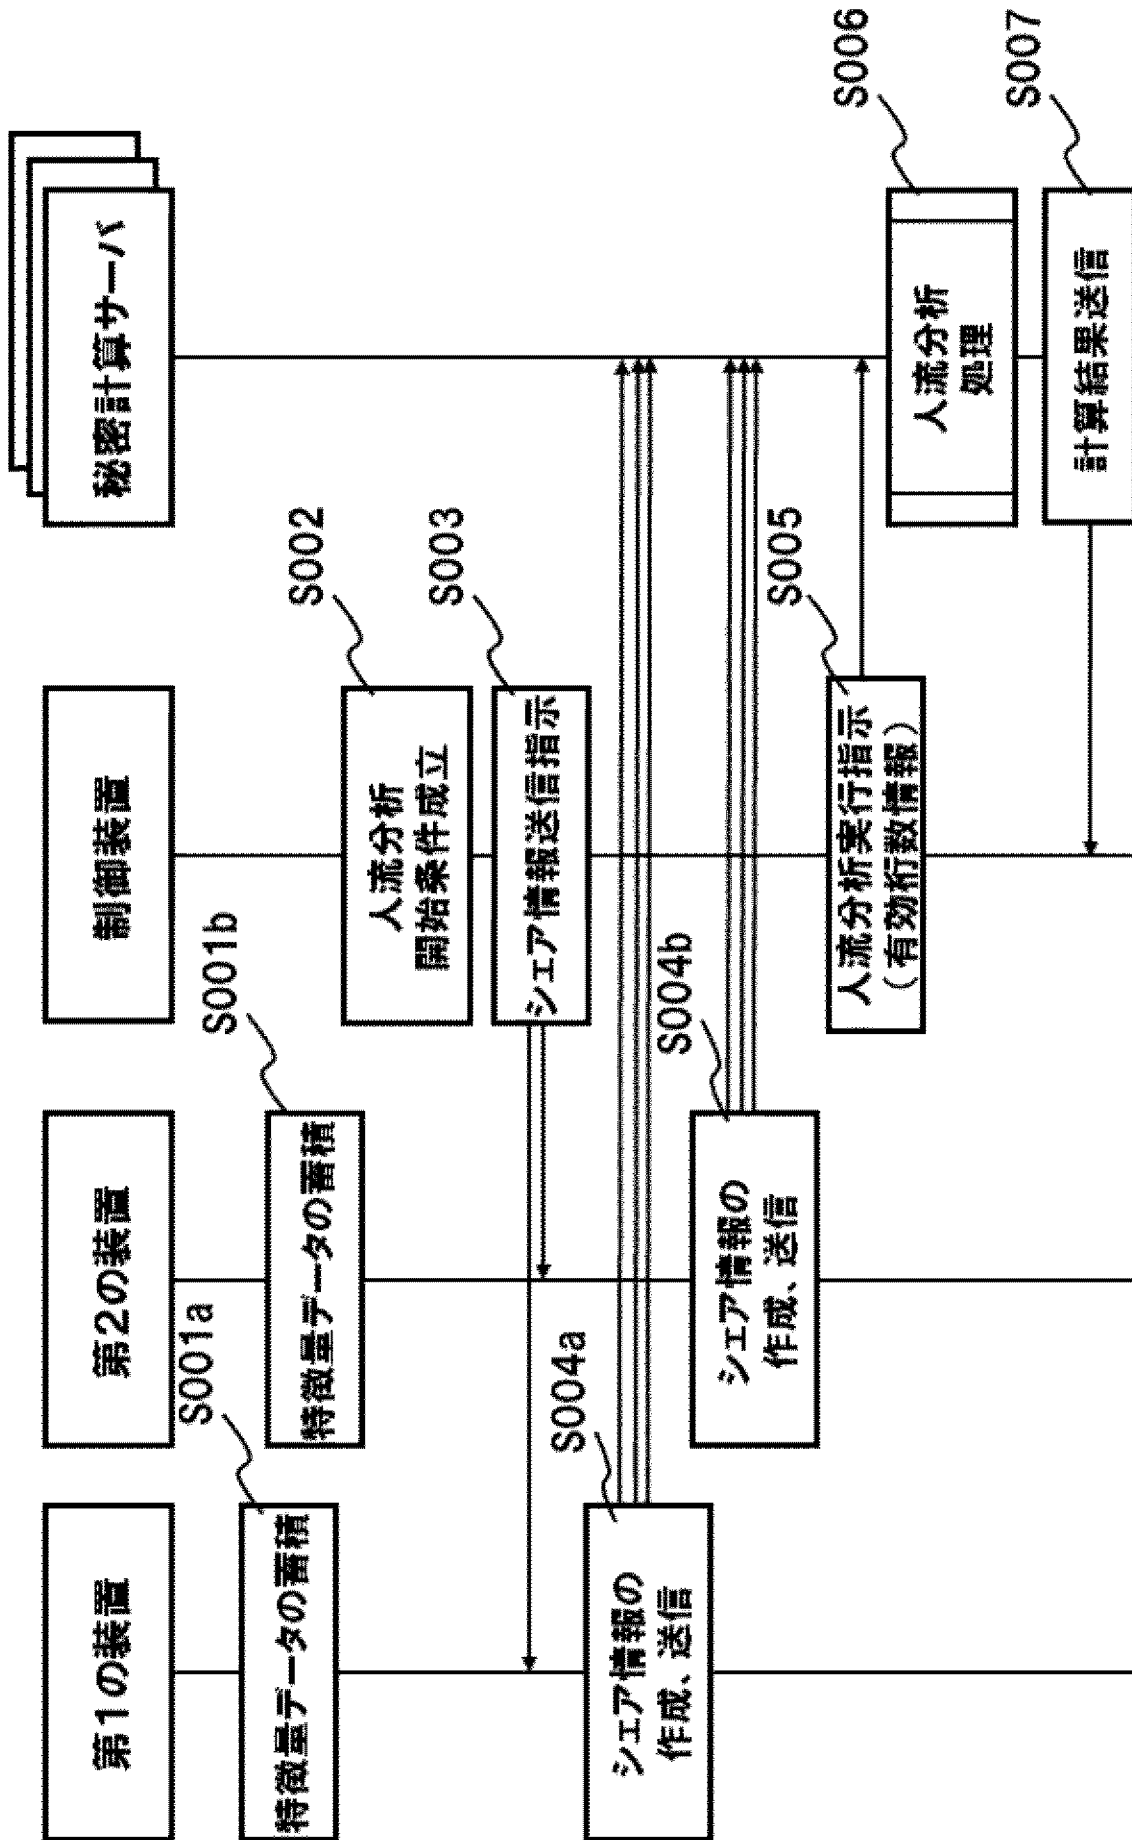 第1の装置
第2の装置
制御装置
秘密計算サーバ
S001a
特徴量データの蓄積
S001b
特徴量データの蓄積
S002
人流分析
開始条件成立
S003
シェア情報送信指示
S004a
シェア情報の
作成、送信
S004b
シェア情報の
作成、送信
S005
人流分析実行指示
（有効桁数情報）
S006
人流分析
処理
S007
計算結果送信